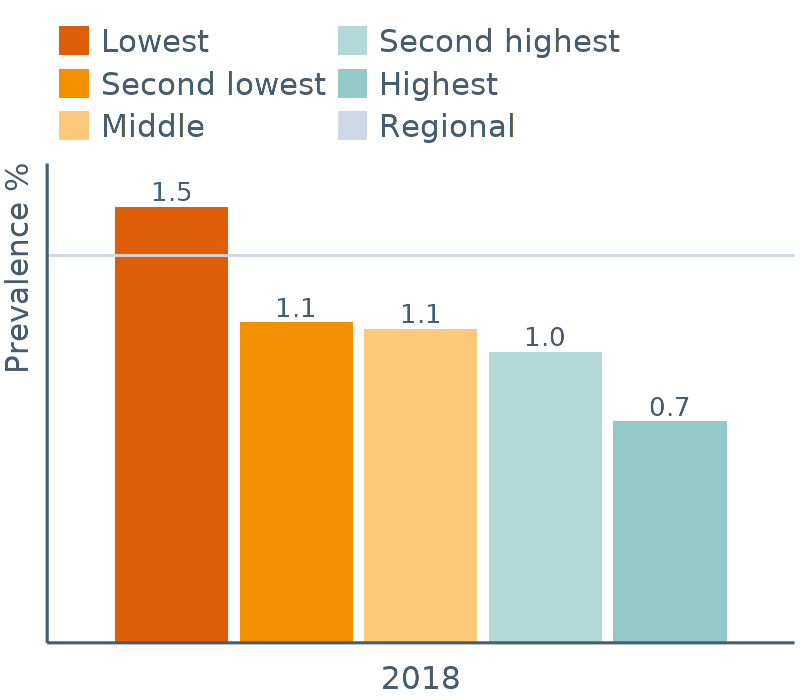 Lowest
Second lowest
Middle
Second highest
Highest
Regional
Prevalence %
1.5
1.1
1.1
1.0
0.7
2018